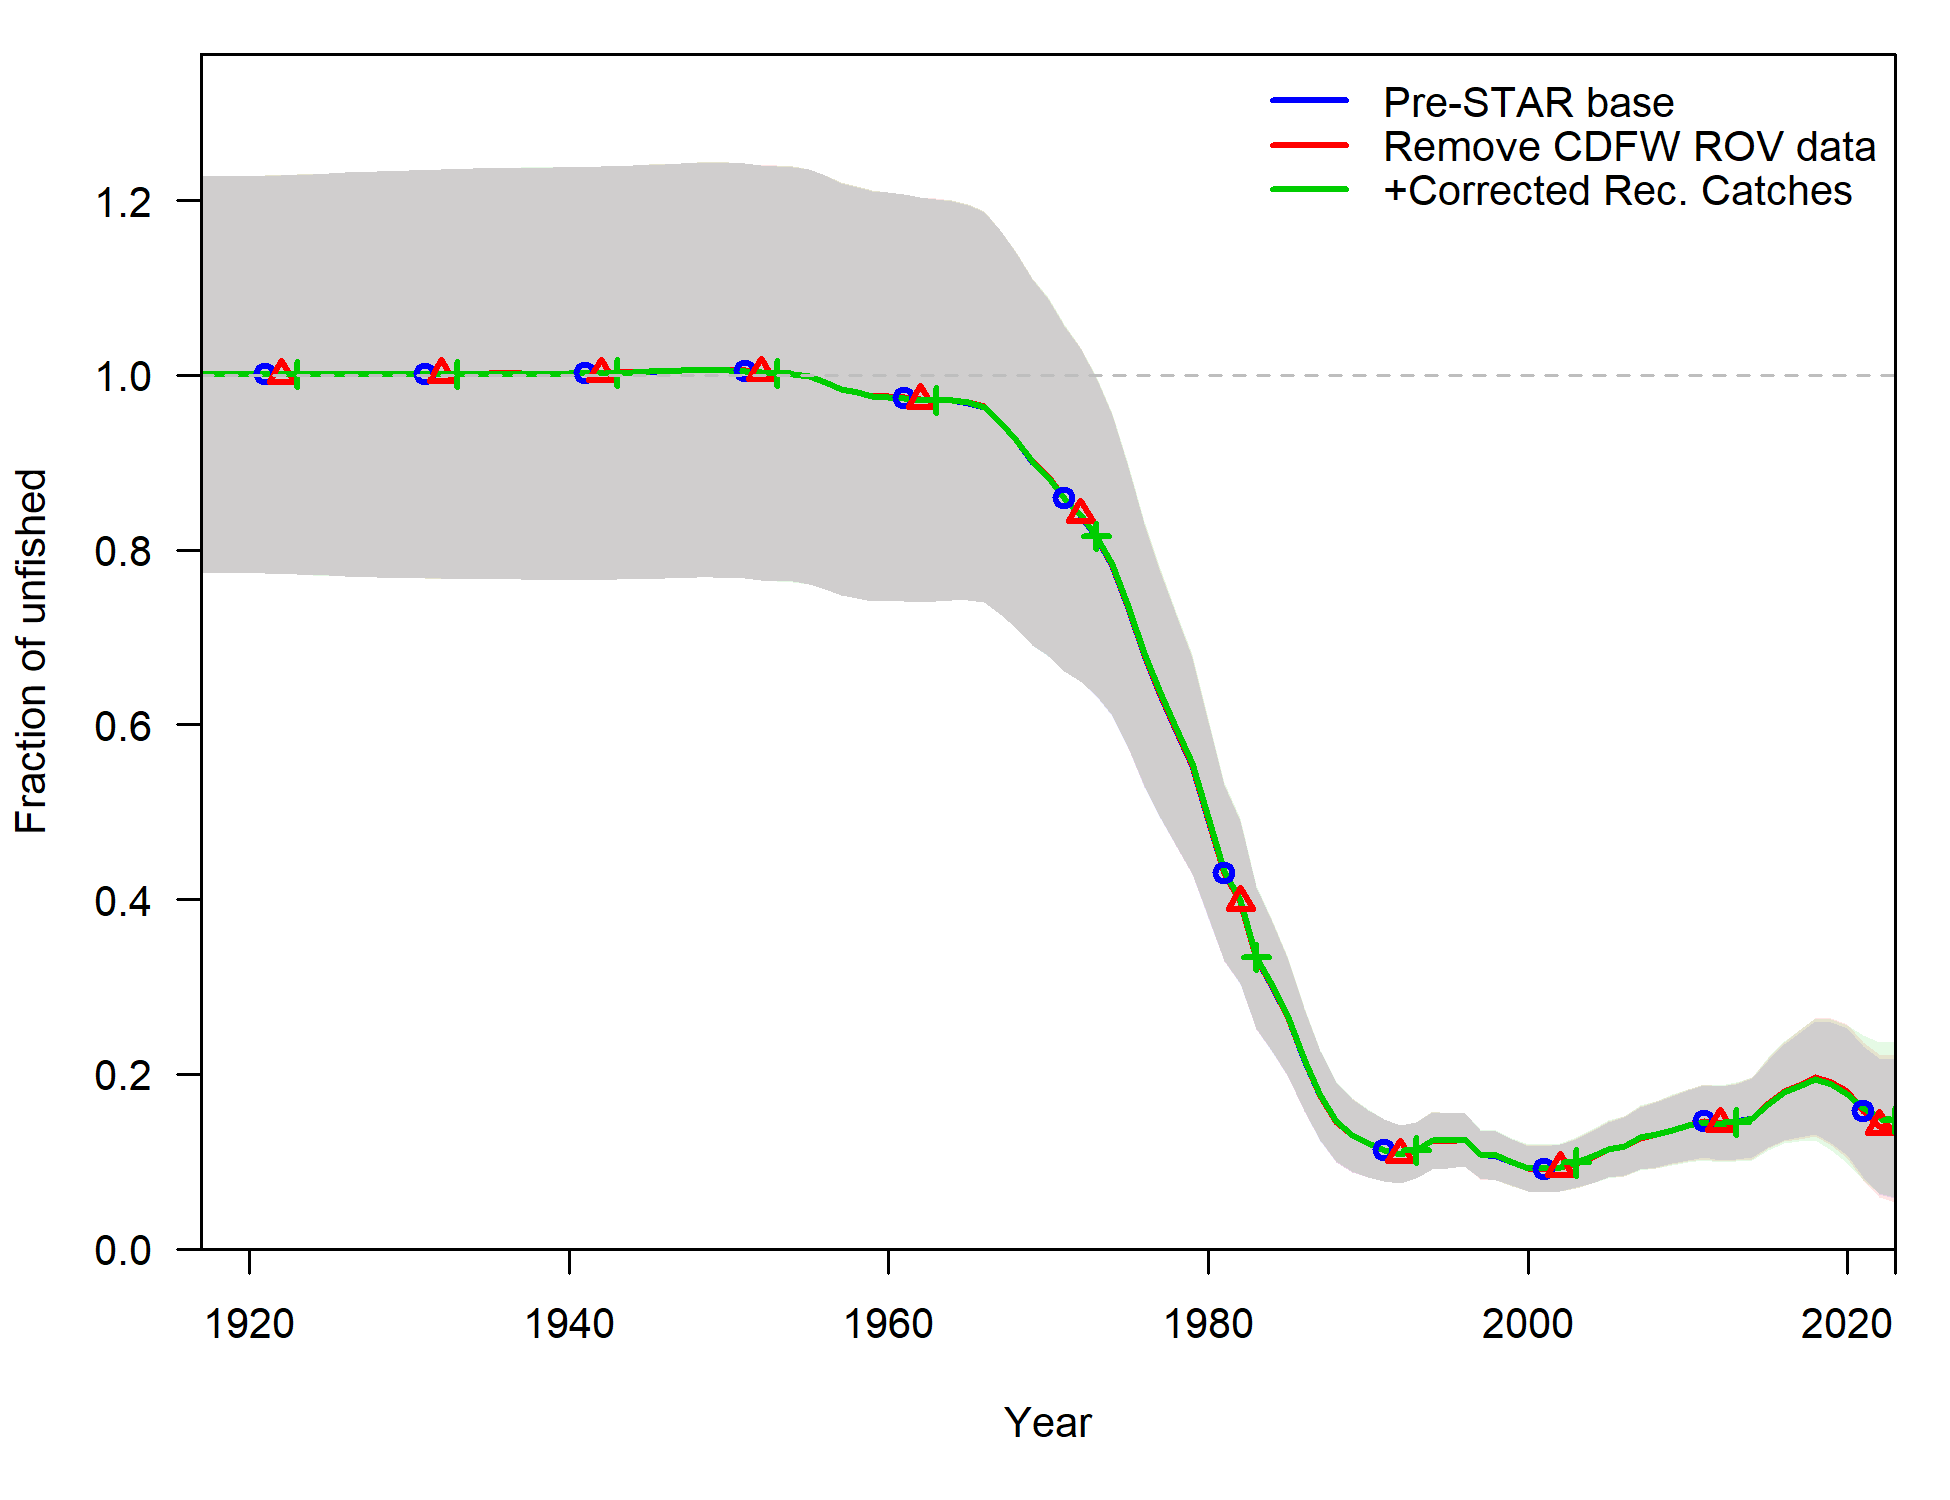 Pre-STAR base
Remove CDFW ROV data
+Corrected Rec. Catches
1.2
1.0
0.8
0.6
0.4
0.2
0.0
Fraction of unfished
1920 1940 1960 1980 2000 2020
Year